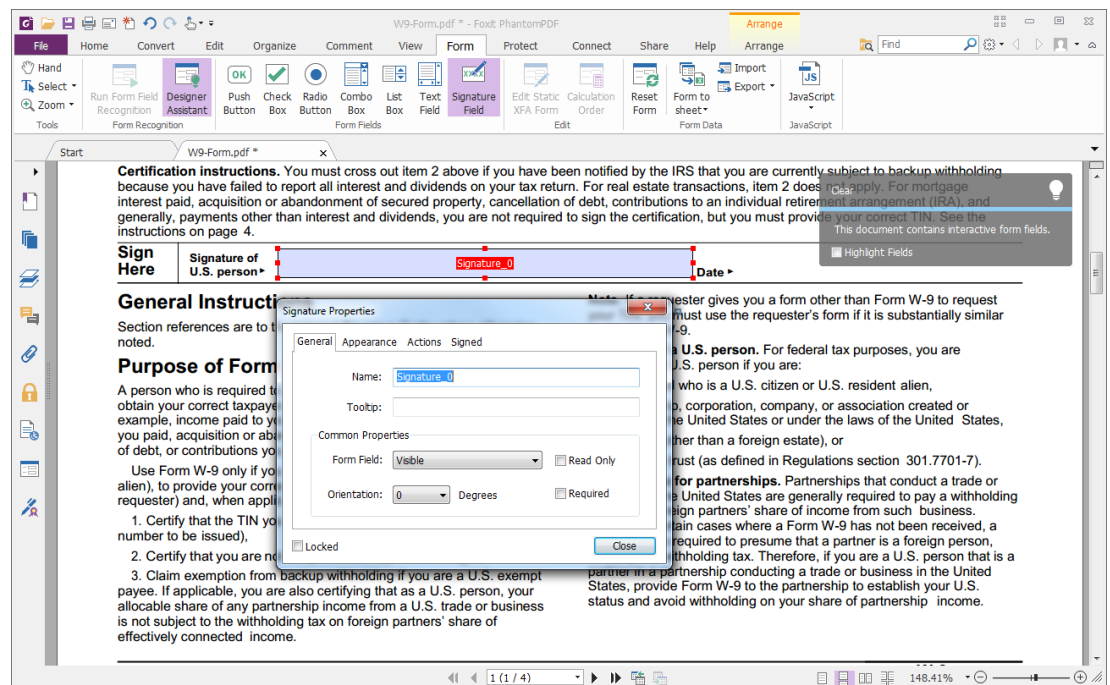 W9-Form.pdf * - Foxit PhantomPDF
Arrange
File Home Convert Edit Organize Comment View Form Protect Connect Share Help Arrange
Find
Hand
Select
Zoom
Tools
Run Form Field Recognition
Designer Assistant
Form Recognition
OK
Push Button
Check Box
Radio Button
Combo Box
List Box
Text Field
Signature Field
Form Fields
Edit Static XFA Form
Calculation Order
Edit
Reset Form
Form to sheet
Import
Export
Form Data
JS
JavaScript
JavaScript
Start
W9-Form.pdf * x
Certification instructions. You must cross out item 2 above if you have been notified by the IRS that you are currently subject to backup withholding
because you have failed to report all interest and dividends on your tax return. For real estate transactions, item 2 does not apply. For mortgage
interest paid, acquisition or abandonment of secured property, cancellation of debt, contributions to an individual retirement arrangement (IRA), and
generally, payments other than interest and dividends, you are not required to sign the certification, but you must provide your correct TIN. See the
instructions on page 4.
Clear
This document contains interactive form fields.
Highlight Fields
Sign Here
Signature of
U.S. person
Signature_0
Date
General Instructi
Section references are to t
noted.
Purpose of Form
A person who is required to
obtain your correct taxpaye
example, income paid to yo
you paid, acquisition or aba
of debt, or contributions yo
Use Form W-9 only if yo
alien), to provide your corre
requester) and, when appli
1. Certify that the TIN yo
number to be issued),
2. Certify that you are no
3. Claim exemption from backup withholding if you are a U.S. exempt
payee. If applicable, you are also certifying that as a U.S. person, your
allocable share of any partnership income from a U.S. trade or business
is not subject to the withholding tax on foreign partners' share of
effectively connected income.
Signature Properties
General Appearance Actions Signed
Name: Signature_0
Tooltip:
Common Properties
Form Field: Visible
Read Only
Orientation: 0 Degrees
Required
Locked
Close
Note. If a requester gives you a form other than Form W-9 to request
your TIN, you must use the requester's form if it is substantially similar
-9.
a U.S. person. For federal tax purposes, you are
U.S. person if you are:
who is a U.S. citizen or U.S. resident alien,
, corporation, company, or association created or
e United States or under the laws of the United States,
ther than a foreign estate), or
rust (as defined in Regulations section 301.7701-7).
for partnerships. Partnerships that conduct a trade or
e United States are generally required to pay a withholding
eign partners' share of income from such business.
tain cases where a Form W-9 has not been received, a
required to presume that a partner is a foreign person,
thholding tax. Therefore, if you are a U.S. person that is a
partner in a partnership conducting a trade or business in the United
States, provide Form W-9 to the partnership to establish your U.S.
status and avoid withholding on your share of partnership income.
1 (1 / 4)
148.41%